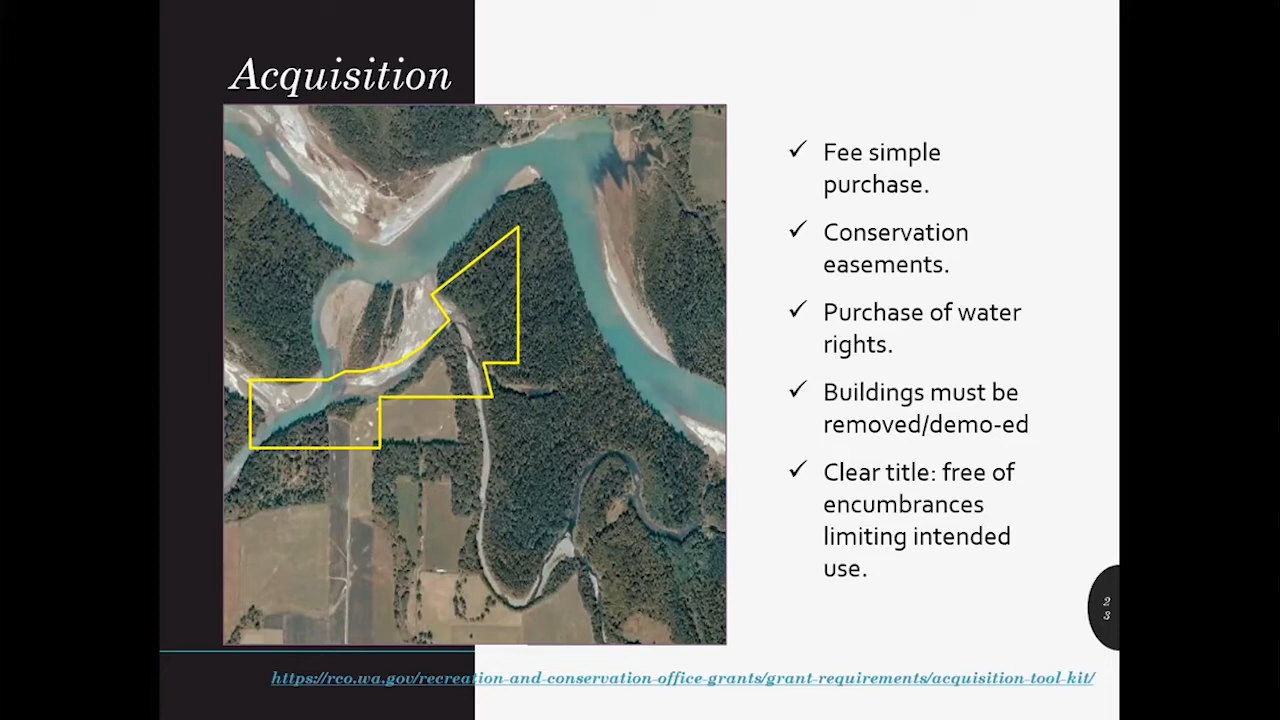 Acquisition
✓ Fee simple
purchase.
✓ Conservation
easements.
✓ Purchase of water
rights.
✓ Buildings must be
removed/demo-ed
✓ Clear title: free of
encumbrances
limiting intended
use.
2
3
https://rco.wa.gov/recreation-and-conservation-office-grants/grant-requirements/acquisition-tool-kit/